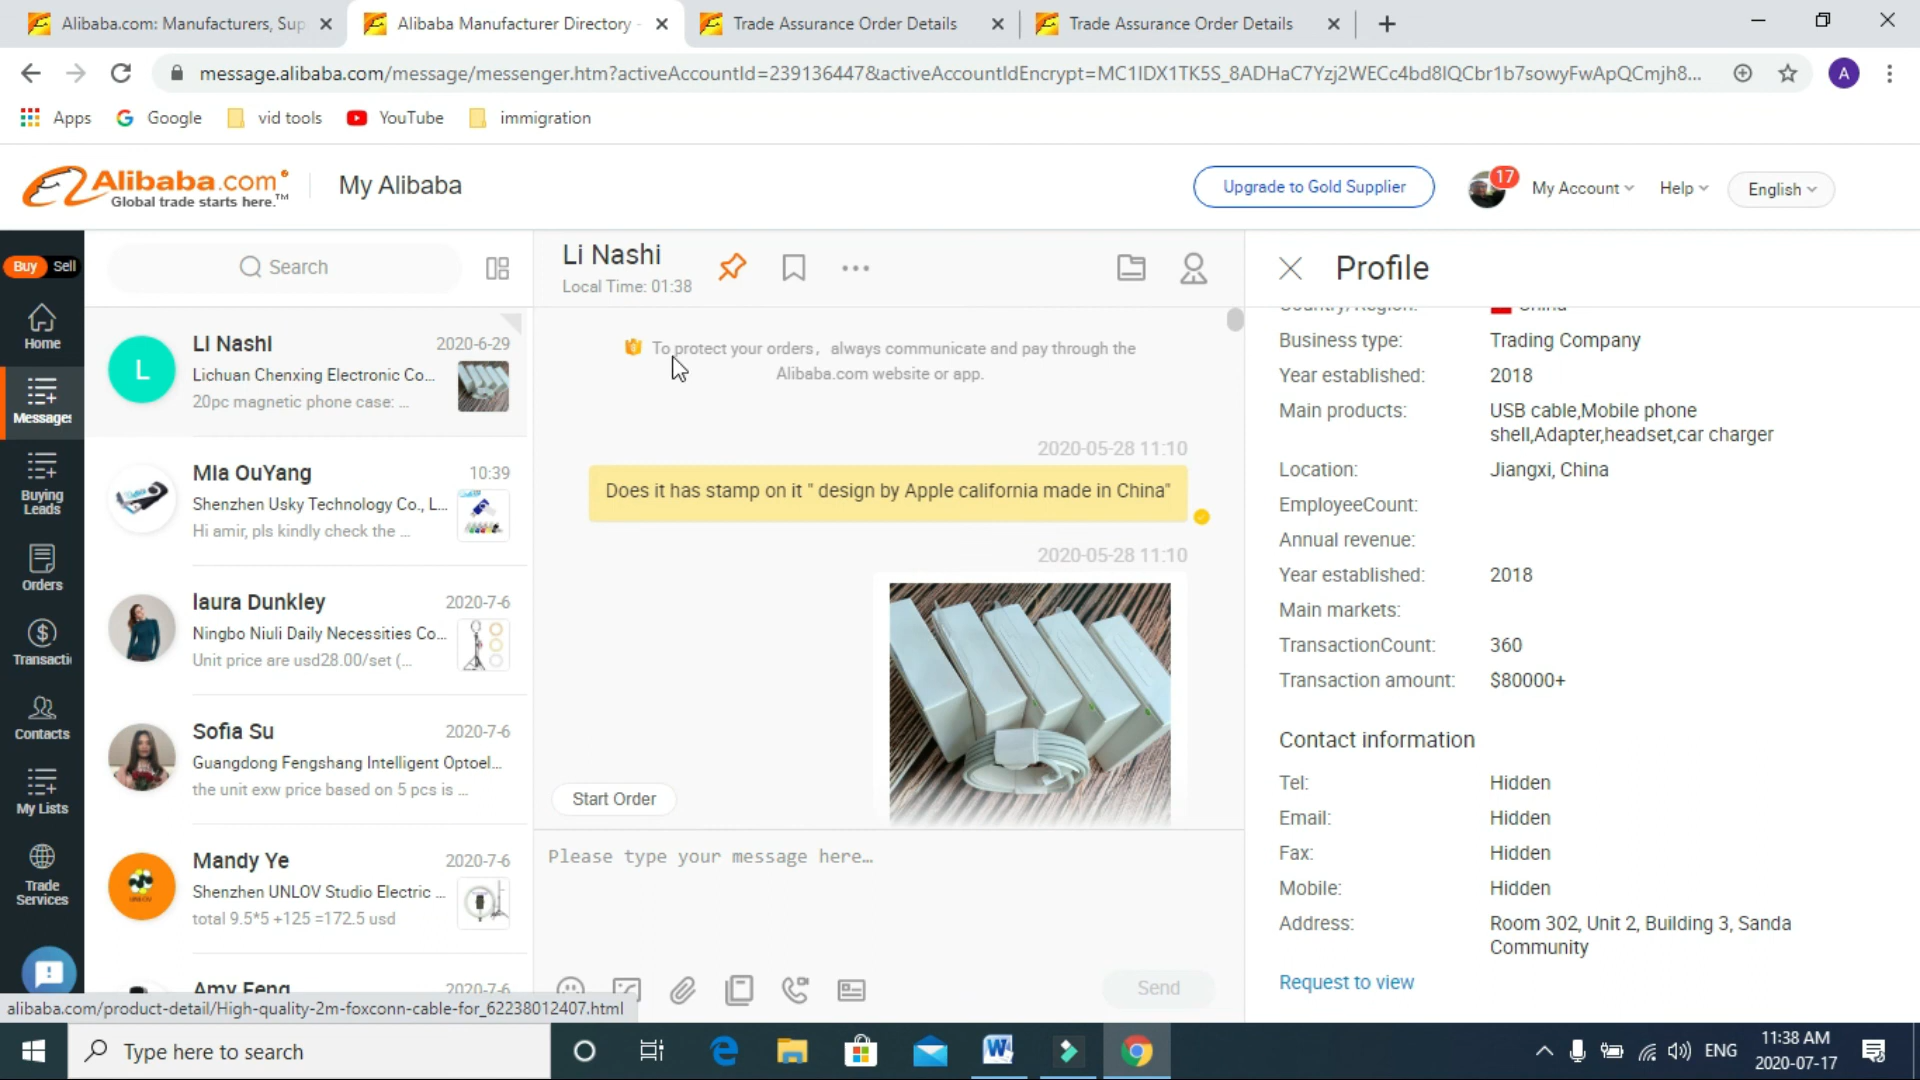 Alibaba.com: Manufacturers, Sup
Alibaba Manufacturer Directory -
Trade Assurance Order Details
Trade Assurance Order Details
message.alibaba.com/message/messenger.htm?activeAccountId=239136447&activeAccountIdEncrypt=MC1IDX1TK5S_8ADHaC7Yzj2WECc4bd8IQCbr1b7sowyFwApQCmjh8...
A
Apps
Google
vid tools
YouTube
immigration
Alibaba.com
Global trade starts here.™
My Alibaba
Upgrade to Gold Supplier
17
My Account
Help
English
Buy Sell
Home
Messages
Buying
Leads
Orders
Transacti
Contacts
My Lists
Trade
Services
Search
L
LI Nashi
2020-6-29
Lichuan Chenxing Electronic Co...
20pc magnetic phone case: ...
MIa OuYang
10:39
Shenzhen Usky Technology Co., L...
Hi amir, pls kindly check the ...
laura Dunkley
2020-7-6
Ningbo Niuli Daily Necessities Co...
Unit price are usd28.00/set (...
Sofia Su
2020-7-6
Guangdong Fengshang Intelligent Optoel...
the unit exw price based on 5 pcs is ...
Mandy Ye
2020-7-6
Shenzhen UNLOV Studio Electric ...
total 9.5*5 +125 =172.5 usd
Amy Feng
2020-7-6
alibaba.com/product-detail/High-quality-2m-foxconn-cable-for_62238012407.html
Li Nashi
Local Time: 01:38
To protect your orders, always communicate and pay through the
Alibaba.com website or app.
2020-05-28 11:10
Does it has stamp on it " design by Apple california made in China"
2020-05-28 11:10
Start Order
Please type your message here…
Send
Profile
Country/Region:
China
Business type:
Trading Company
Year established:
2018
Main products:
USB cable,Mobile phone
shell,Adapter,headset,car charger
Location:
Jiangxi, China
EmployeeCount:
Annual revenue:
Year established:
2018
Main markets:
TransactionCount:
360
Transaction amount:
$80000+
Contact information
Tel:
Hidden
Email:
Hidden
Fax:
Hidden
Mobile:
Hidden
Address:
Room 302, Unit 2, Building 3, Sanda
Community
Request to view
Type here to search
ENG
11:38 AM
2020-07-17